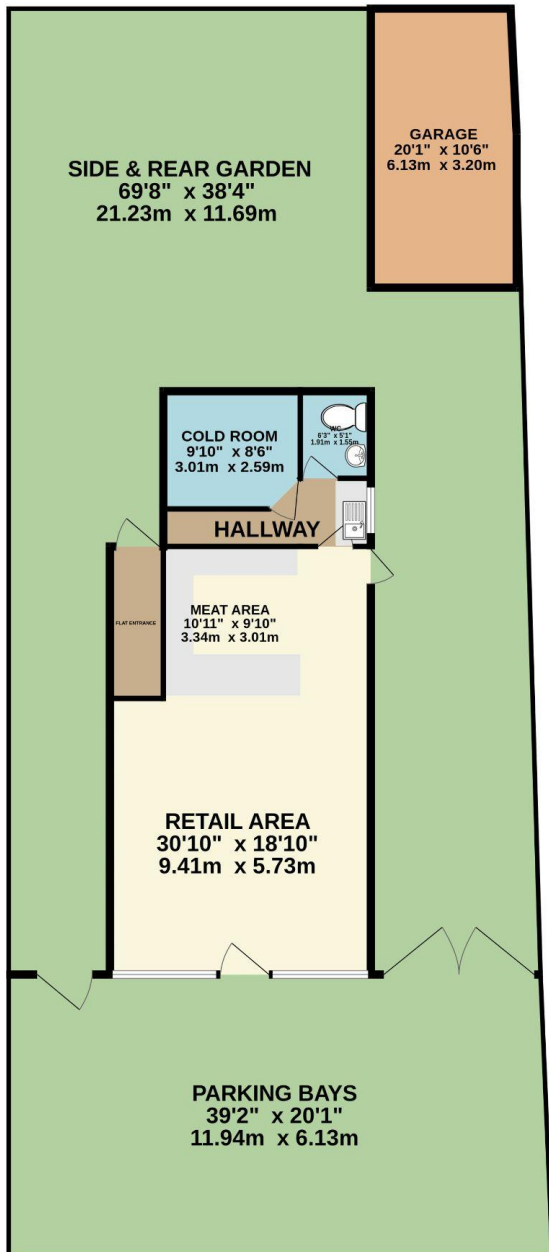 GARAGE
20'1" x 10'6"
6.13m x 3.20m
SIDE & REAR GARDEN
69'8" x 38'4"
21.23m x 11.69m
WC
6'3" x 5'1"
1.91m x 1.55m
COLD ROOM
9'10" x 8'6"
3.01m x 2.59m
HALLWAY
MEAT AREA
10'11" x 9'10"
3.34m x 3.01m
FLAT ENTRANCE
RETAIL AREA
30'10" x 18'10"
9.41m x 5.73m
PARKING BAYS
39'2" x 20'1"
11.94m x 6.13m